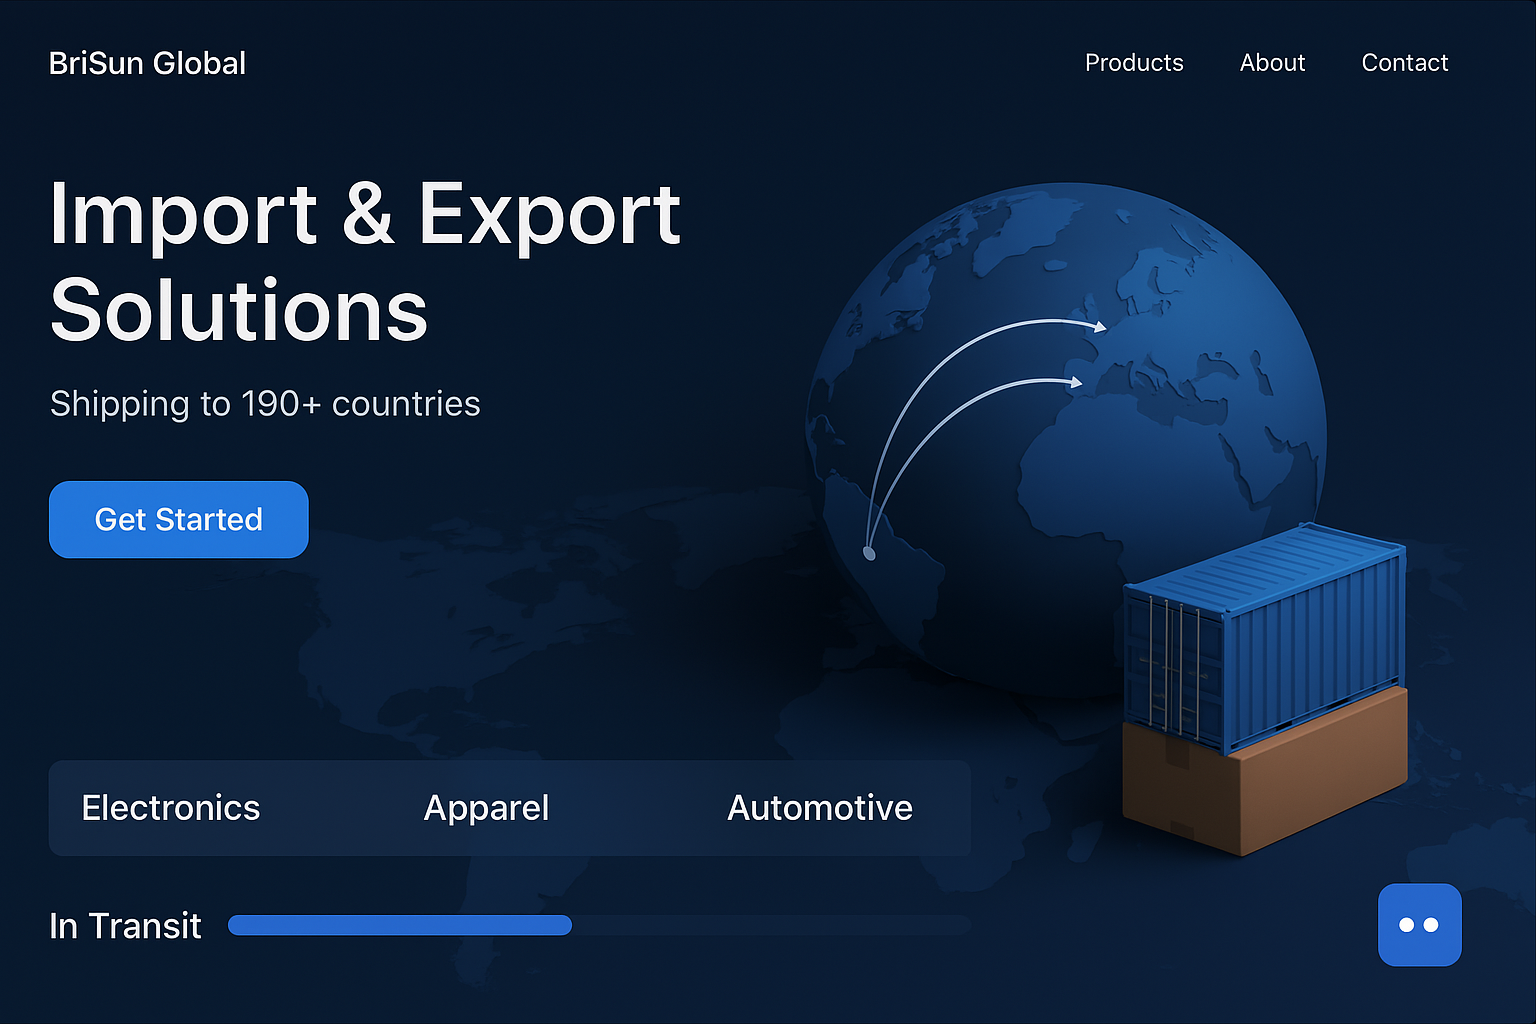 BriSun Global
Products
About
Contact
Import & Export
Solutions
Shipping to 190+ countries
Get Started
Electronics
Apparel
Automotive
In Transit